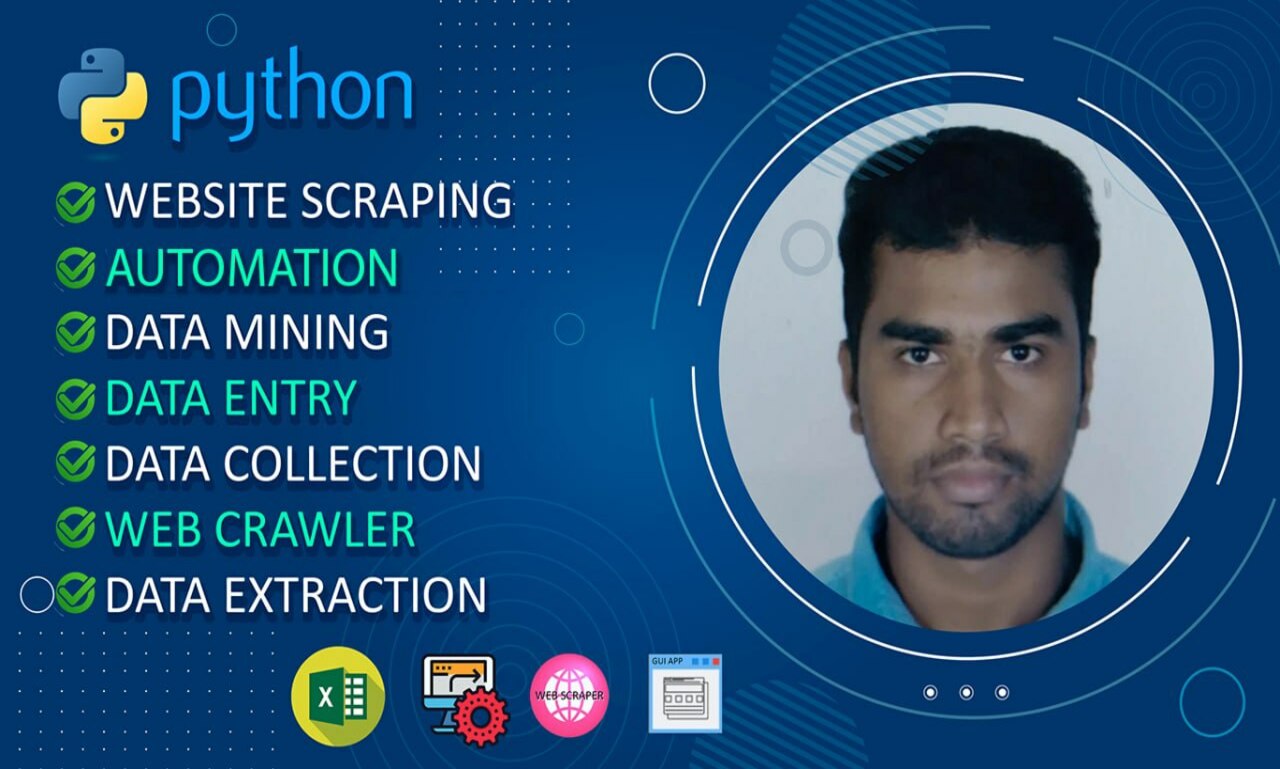 python
WEBSITE SCRAPING
AUTOMATION
DATA MINING
DATA ENTRY
DATA COLLECTION
WEB CRAWLER
DATA EXTRACTION
X
WEB SCRAPER
GUI APP